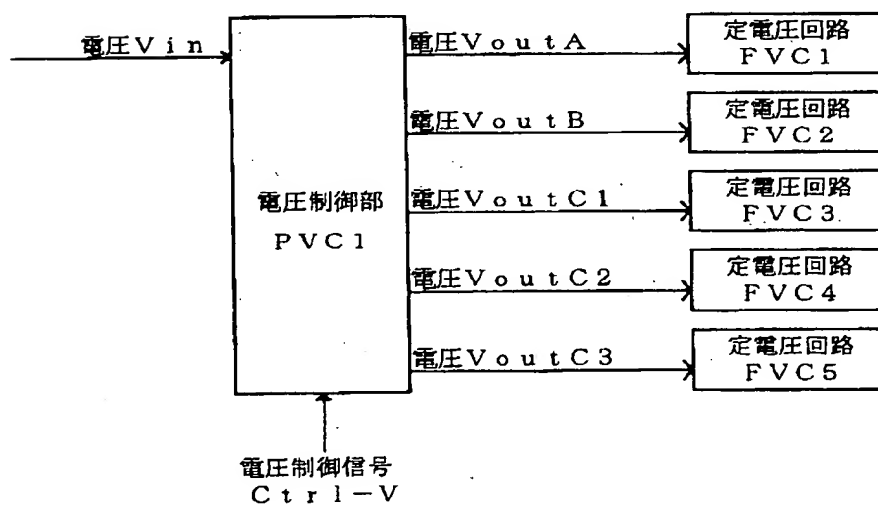 電圧Vin
電圧VoutA
定電圧回路
FVC1
電圧VoutB
定電圧回路
FVC2
電圧制御部
PVC1
電圧VoutC1
定電圧回路
FVC3
電圧VoutC2
定電圧回路
FVC4
電圧VoutC3
定電圧回路
FVC5
電圧制御信号
Ctrl-V